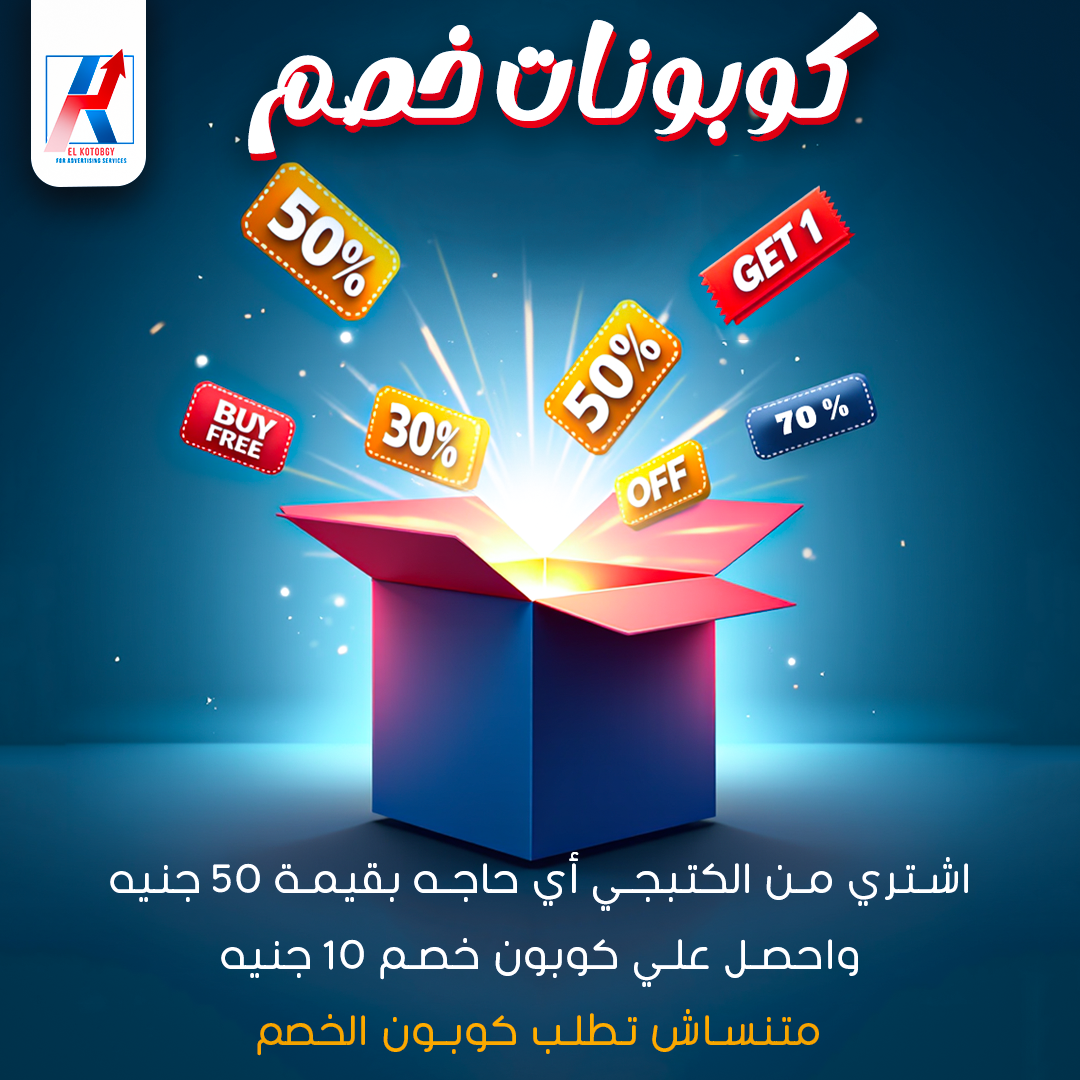 كوبونات خصم
EL KOTOBGY
FOR ADVERTISING SERVICES
50%
GET 1
50%
70 %
BUY
FREE
30%
OFF
اشتري من الكتبجي أي حاجه بقيمة 50 جنيه
واحصل علي كوبون خصم 10 جنيه
متنساش تطلب كوبون الخصم